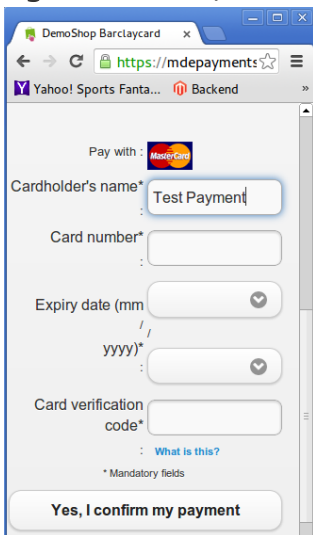 DemoShop Barclaycard
https://mdepayments
Yahoo! Sports Fanta...
Backend
»
Pay with :
MasterCard
Cardholder's name*
:
Test Payment
Card number*
:
Expiry date (mm
/
/
yyyy)*
:
Card verification
code*
:
What is this?
* Mandatory fields
Yes, I confirm my payment